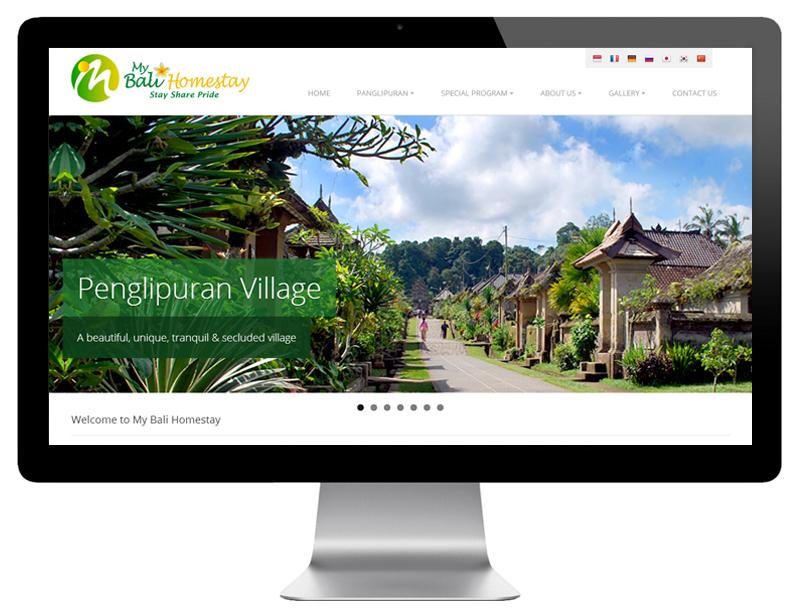 My
Bali Homestay
Stay Share Pride
HOME PANGLIPURAN SPECIAL PROGRAM ABOUT US GALLERY CONTACT US
Penglipuran Village
A beautiful, unique, tranquil & secluded village
Welcome to My Bali Homestay